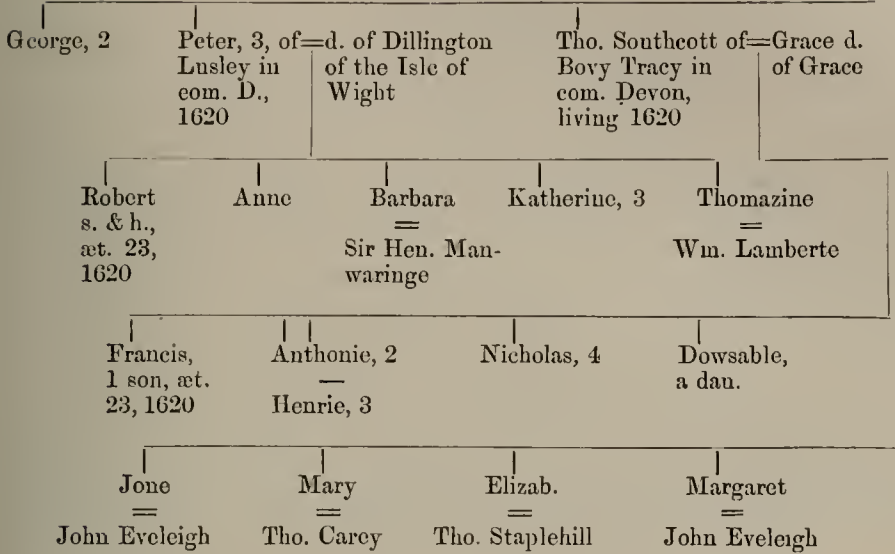 George, 2
Peter, 3, of=d. of Dillington
Lusley in
com. D.,
1620
of the Isle of
Wight
Tho. Southcott of=Grace d.
Bovy Tracy in
com. Devon,
living 1620
of Grace
Robert
s. & h.,
æt. 23,
1620
Anne
Barbara
=
Sir Hen. Man-
waringe
Katherine, 3
Thomazine
=
Wm. Lamberte
Francis,
1 son, æt.
23, 1620
Anthonie, 2
—
Henrie, 3
Nicholas, 4
Dowsable,
a dau.
Jone
=
John Eveleigh
Mary
=
Tho. Carey
Elizab.
=
Tho. Staplehill
Margaret
=
John Eveleigh